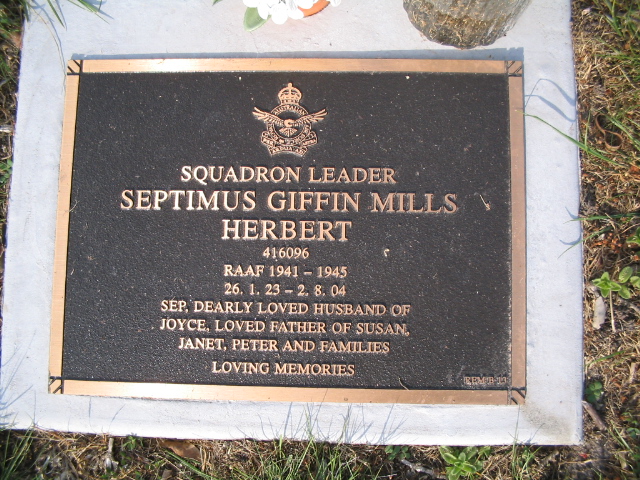 AUSTRALIAN
SQUADRON LEADER
SEPTIMUS GIFFIN MILLS
HERBERT
416096
RAAF 1941 – 1945
26. 1. 23 – 2. 8. 04
SEP, DEARLY LOVED HUSBAND OF
JOYCE, LOVED FATHER OF SUSAN,
JANET, PETER AND FAMILIES
LOVING MEMORIES